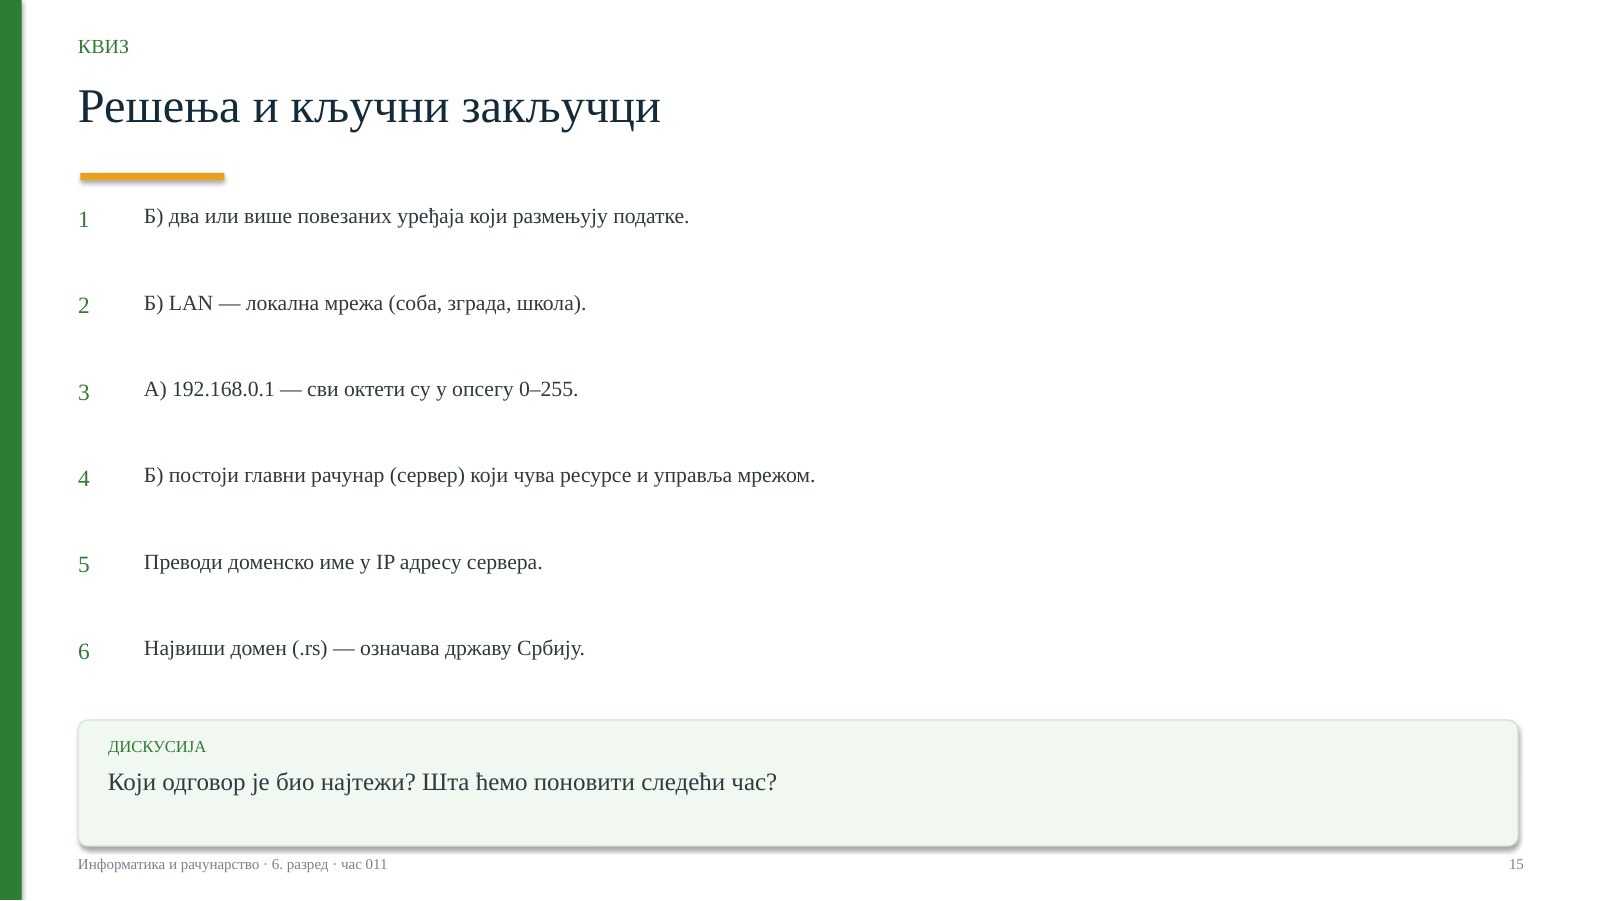 КВИЗ
Решења и кључни закључци
1 Б) два или више повезаних уређаја који размењују податке.
2 Б) LAN — локална мрежа (соба, зграда, школа).
3 А) 192.168.0.1 — сви октети су у опсегу 0–255.
4 Б) постоји главни рачунар (сервер) који чува ресурсе и управља мрежом.
5 Преводи доменско име у IP адресу сервера.
6 Највиши домен (.rs) — означава државу Србију.
ДИСКУСИЈА
Који одговор је био најтежи? Шта ћемо поновити следећи час?
Информатика и рачунарство · 6. разред · час 011
15